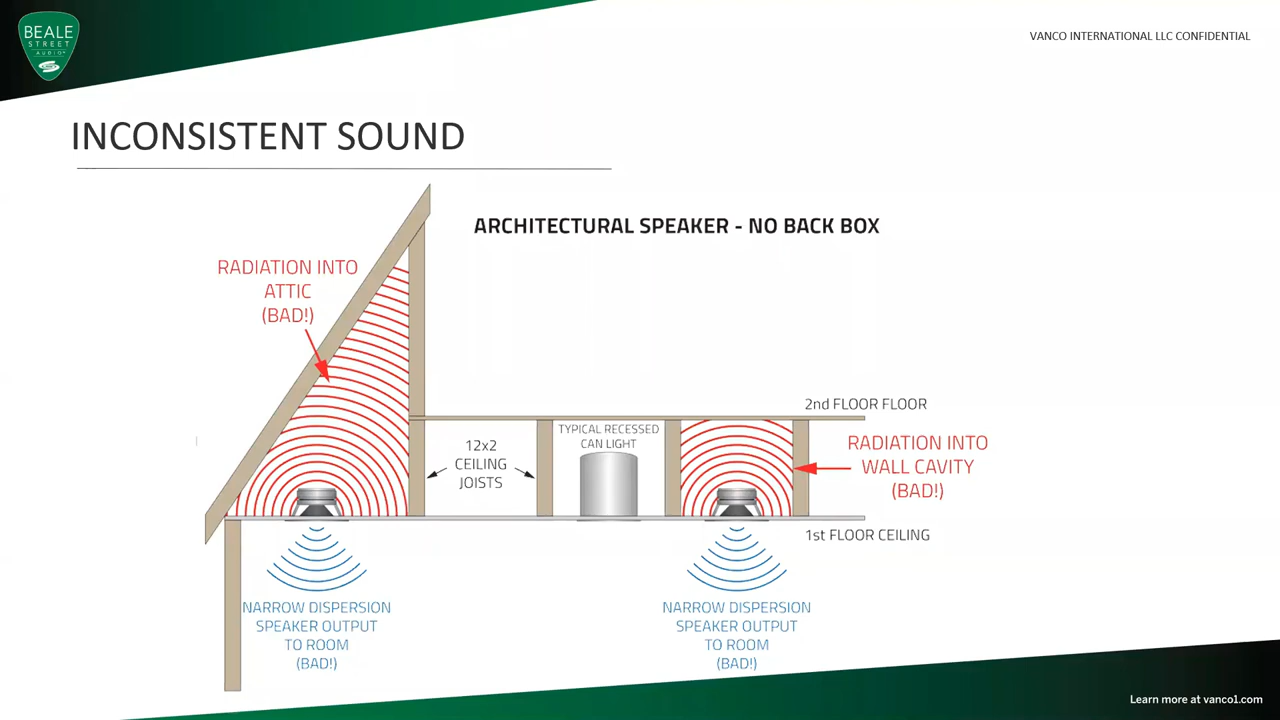 BEALE
STREET
AUDIO
VANCO INTERNATIONAL LLC CONFIDENTIAL
INCONSISTENT SOUND
ARCHITECTURAL SPEAKER - NO BACK BOX
RADIATION INTO
ATTIC
(BAD!)
2nd FLOOR FLOOR
12x2
CEILING
JOISTS
TYPICAL RECESSED
CAN LIGHT
RADIATION INTO
WALL CAVITY
(BAD!)
1st FLOOR CEILING
NARROW DISPERSION
SPEAKER OUTPUT
TO ROOM
(BAD!)
NARROW DISPERSION
SPEAKER OUTPUT
TO ROOM
(BAD!)
Learn more at vanco1.com